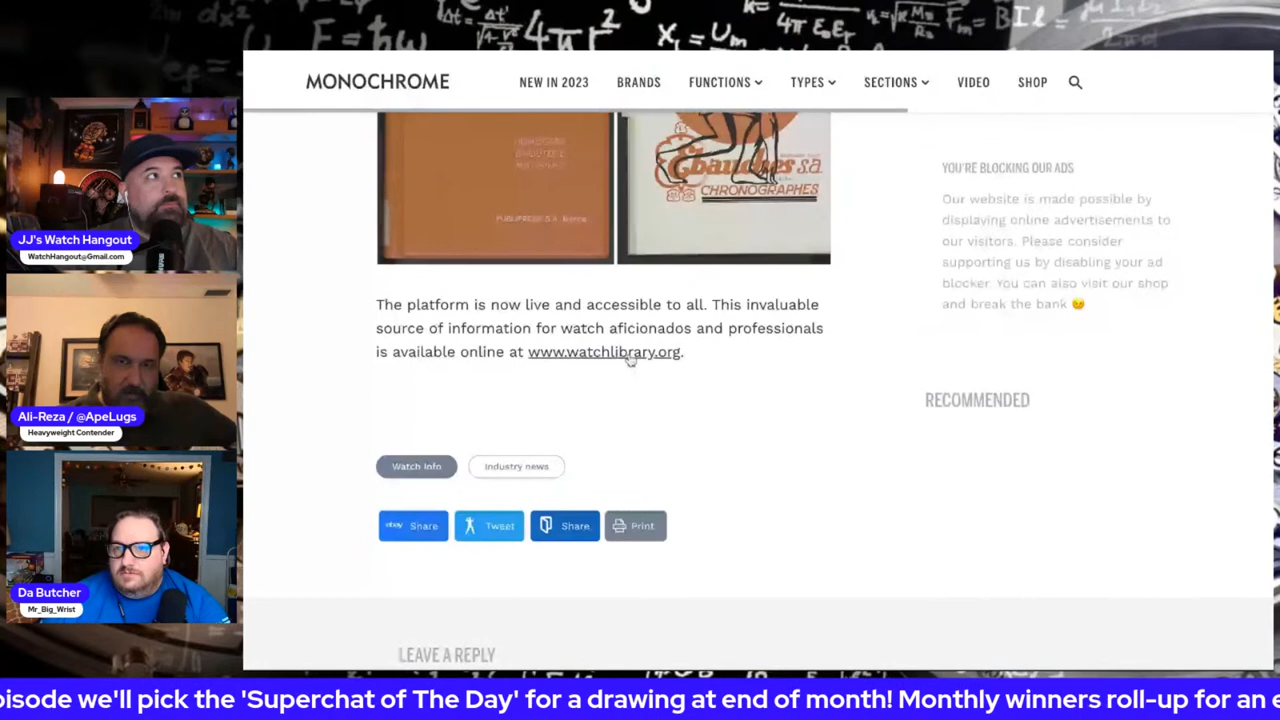 MONOCHROME
NEW IN 2023
BRANDS
FUNCTIONS
TYPES
SECTIONS
VIDEO
SHOP
JJ's Watch Hangout
WatchHangout@Gmail.com
Ali-Reza / @ApeLugs
Heavyweight Contender
Da Butcher
Mr_Big_Wrist
Ebauches s.a.
CHRONOGRAPHES
The platform is now live and accessible to all. This invaluable
source of information for watch aficionados and professionals
is available online at www.watchlibrary.org.
Watch Info
Industry news
ebay Share
Tweet
Share
Print
LEAVE A REPLY
YOU'RE BLOCKING OUR ADS
Our website is made possible by
displaying online advertisements to
our visitors. Please consider
supporting us by disabling your ad
blocker. You can also visit our shop
and break the bank 😉
RECOMMENDED
pisode we'll pick the 'Superchat of The Day' for a drawing at end of month! Monthly winners roll-up for an e